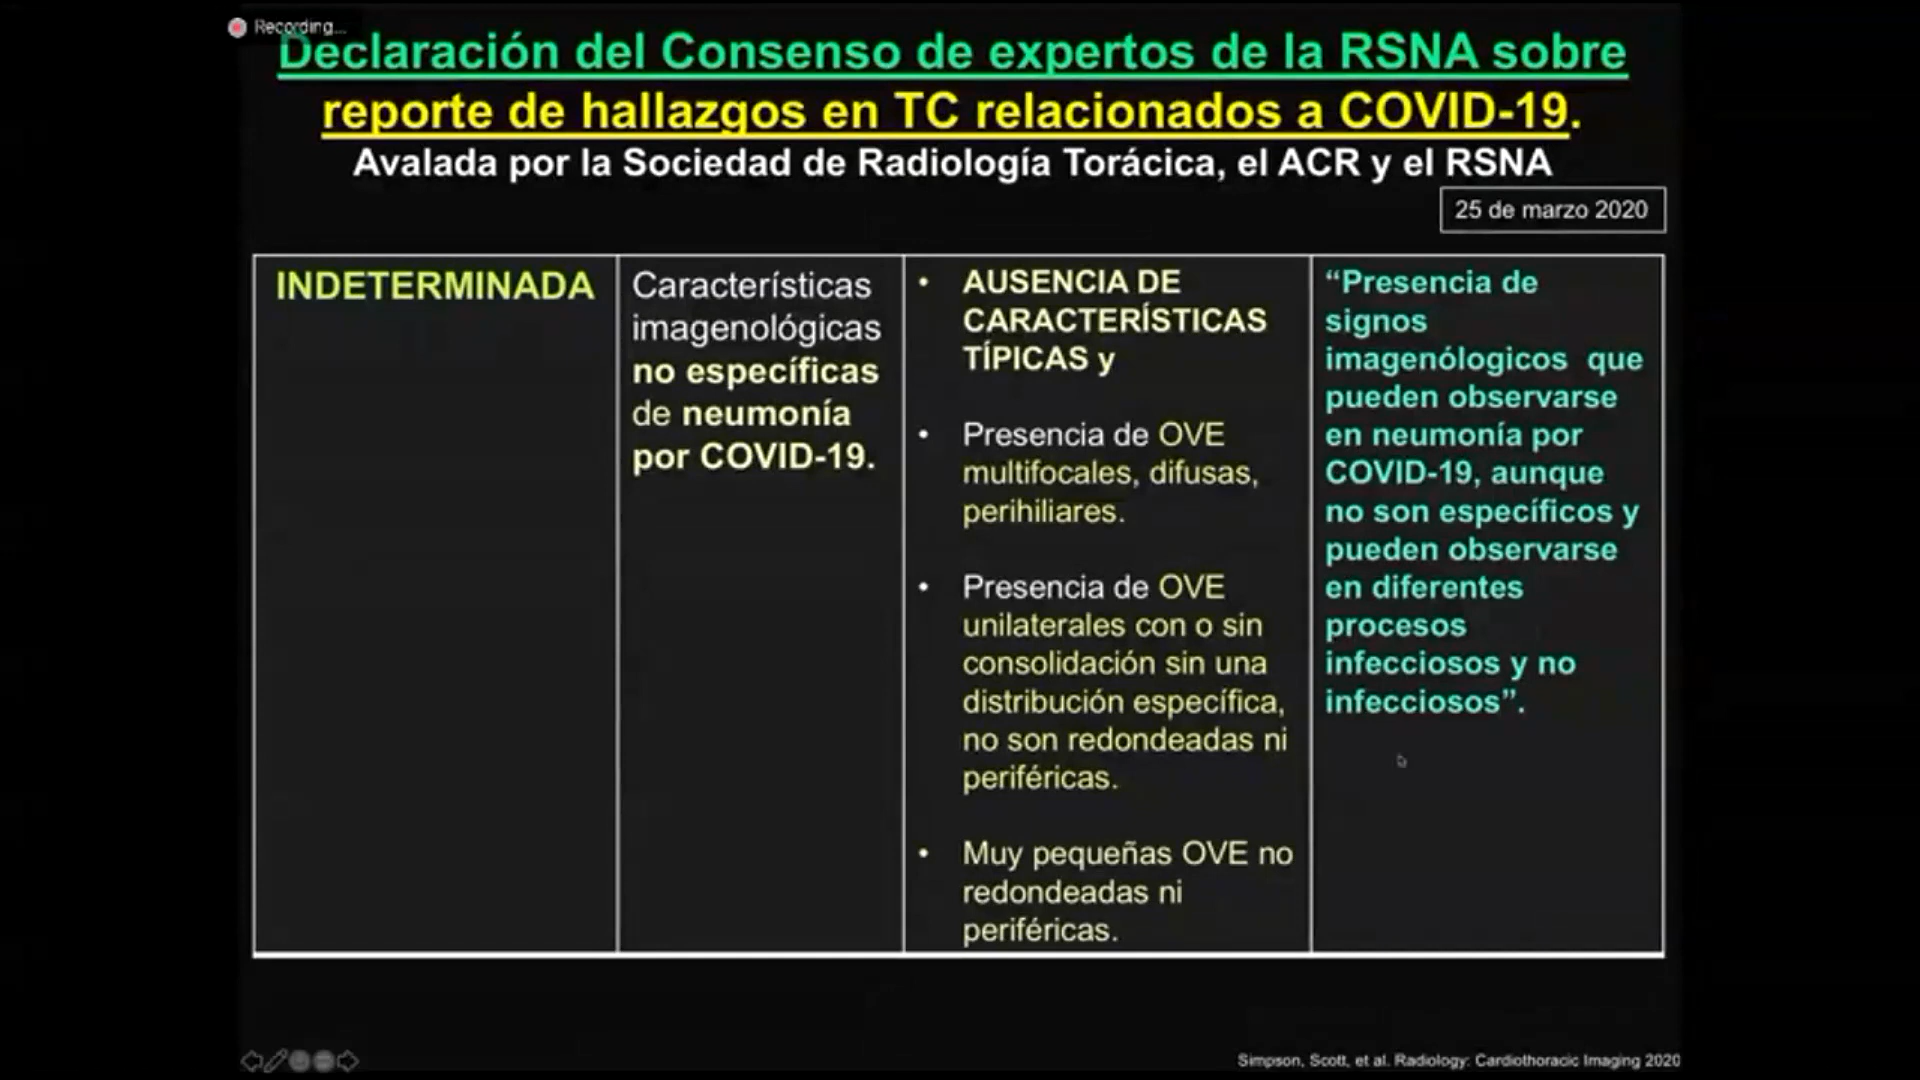 Recording...
Declaración del Consenso de expertos de la RSNA sobre
reporte de hallazgos en TC relacionados a COVID-19.
Avalada por la Sociedad de Radiología Torácica, el ACR y el RSNA
25 de marzo 2020
INDETERMINADA
Características
imagenológicas
no específicas
de neumonía
por COVID-19.
• AUSENCIA DE
CARACTERÍSTICAS
TÍPICAS y
• Presencia de OVE
multifocales, difusas,
perihiliares.
• Presencia de OVE
unilaterales con o sin
consolidación sin una
distribución específica,
no son redondeadas ni
periféricas.
• Muy pequeñas OVE no
redondeadas ni
periféricas.
“Presencia de
signos
imagenólogicos que
pueden observarse
en neumonía por
COVID-19, aunque
no son específicos y
pueden observarse
en diferentes
procesos
infecciosos y no
infecciosos”.
Simpson, Scott, et al. Radiology: Cardiothoracic Imaging 2020